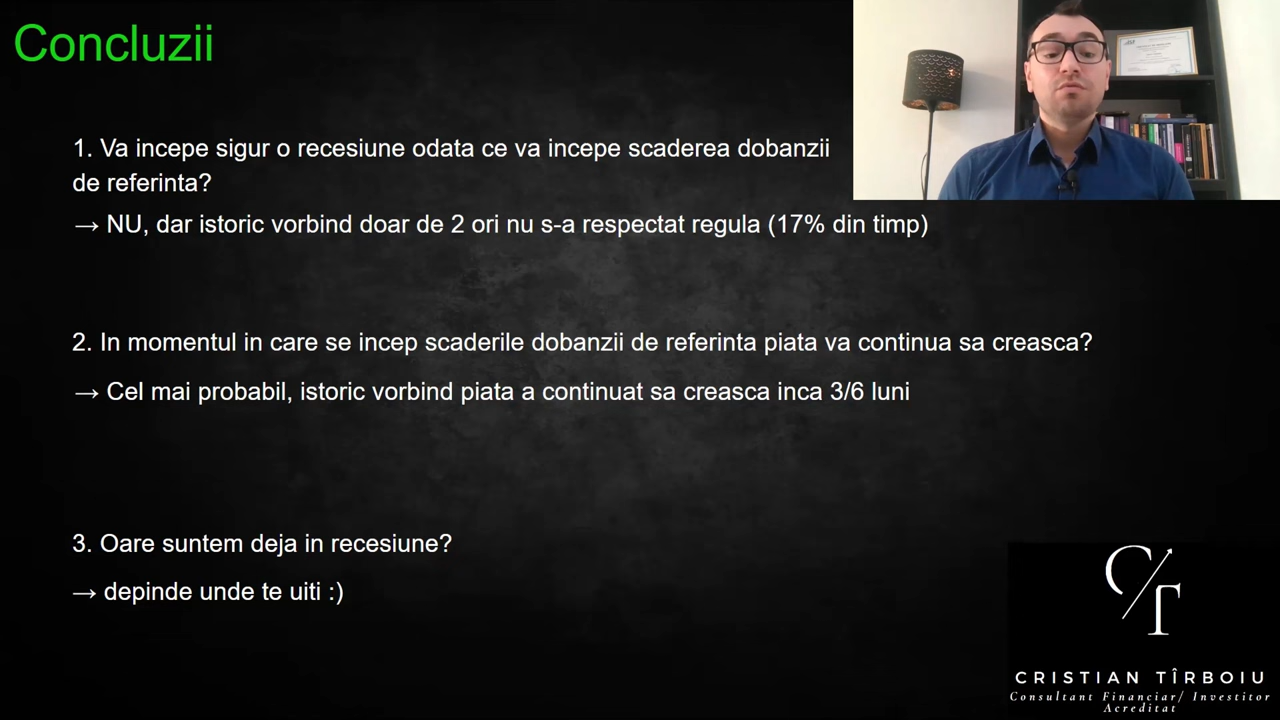 Concluzii
1. Va incepe sigur o recesiune odata ce va incepe scaderea dobanzii
de referinta?
→ NU, dar istoric vorbind doar de 2 ori nu s-a respectat regula (17% din timp)
2. In momentul in care se incep scaderile dobanzii de referinta piata va continua sa creasca?
→ Cel mai probabil, istoric vorbind piata a continuat sa creasca inca 3/6 luni
3. Oare suntem deja in recesiune?
→ depinde unde te uiti :)
CT
CRISTIAN TÎRBOIU
Consultant Financiar/ Investitor
Acreditat